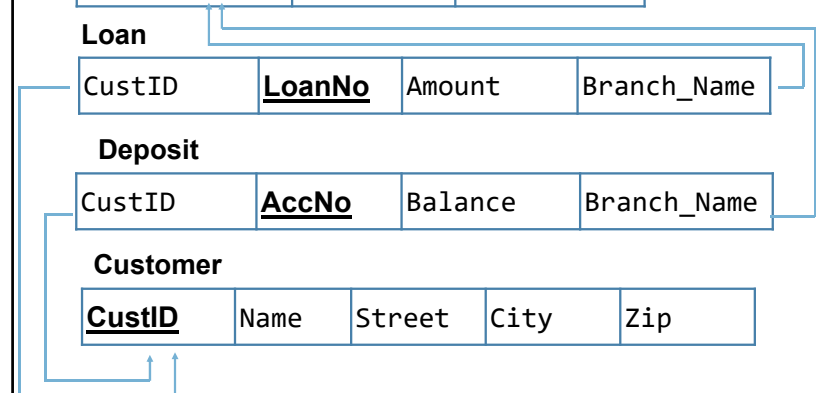 Loan
CustID LoanNo Amount Branch_Name
Deposit
CustID AccNo Balance Branch_Name
Customer
CustID Name Street City Zip